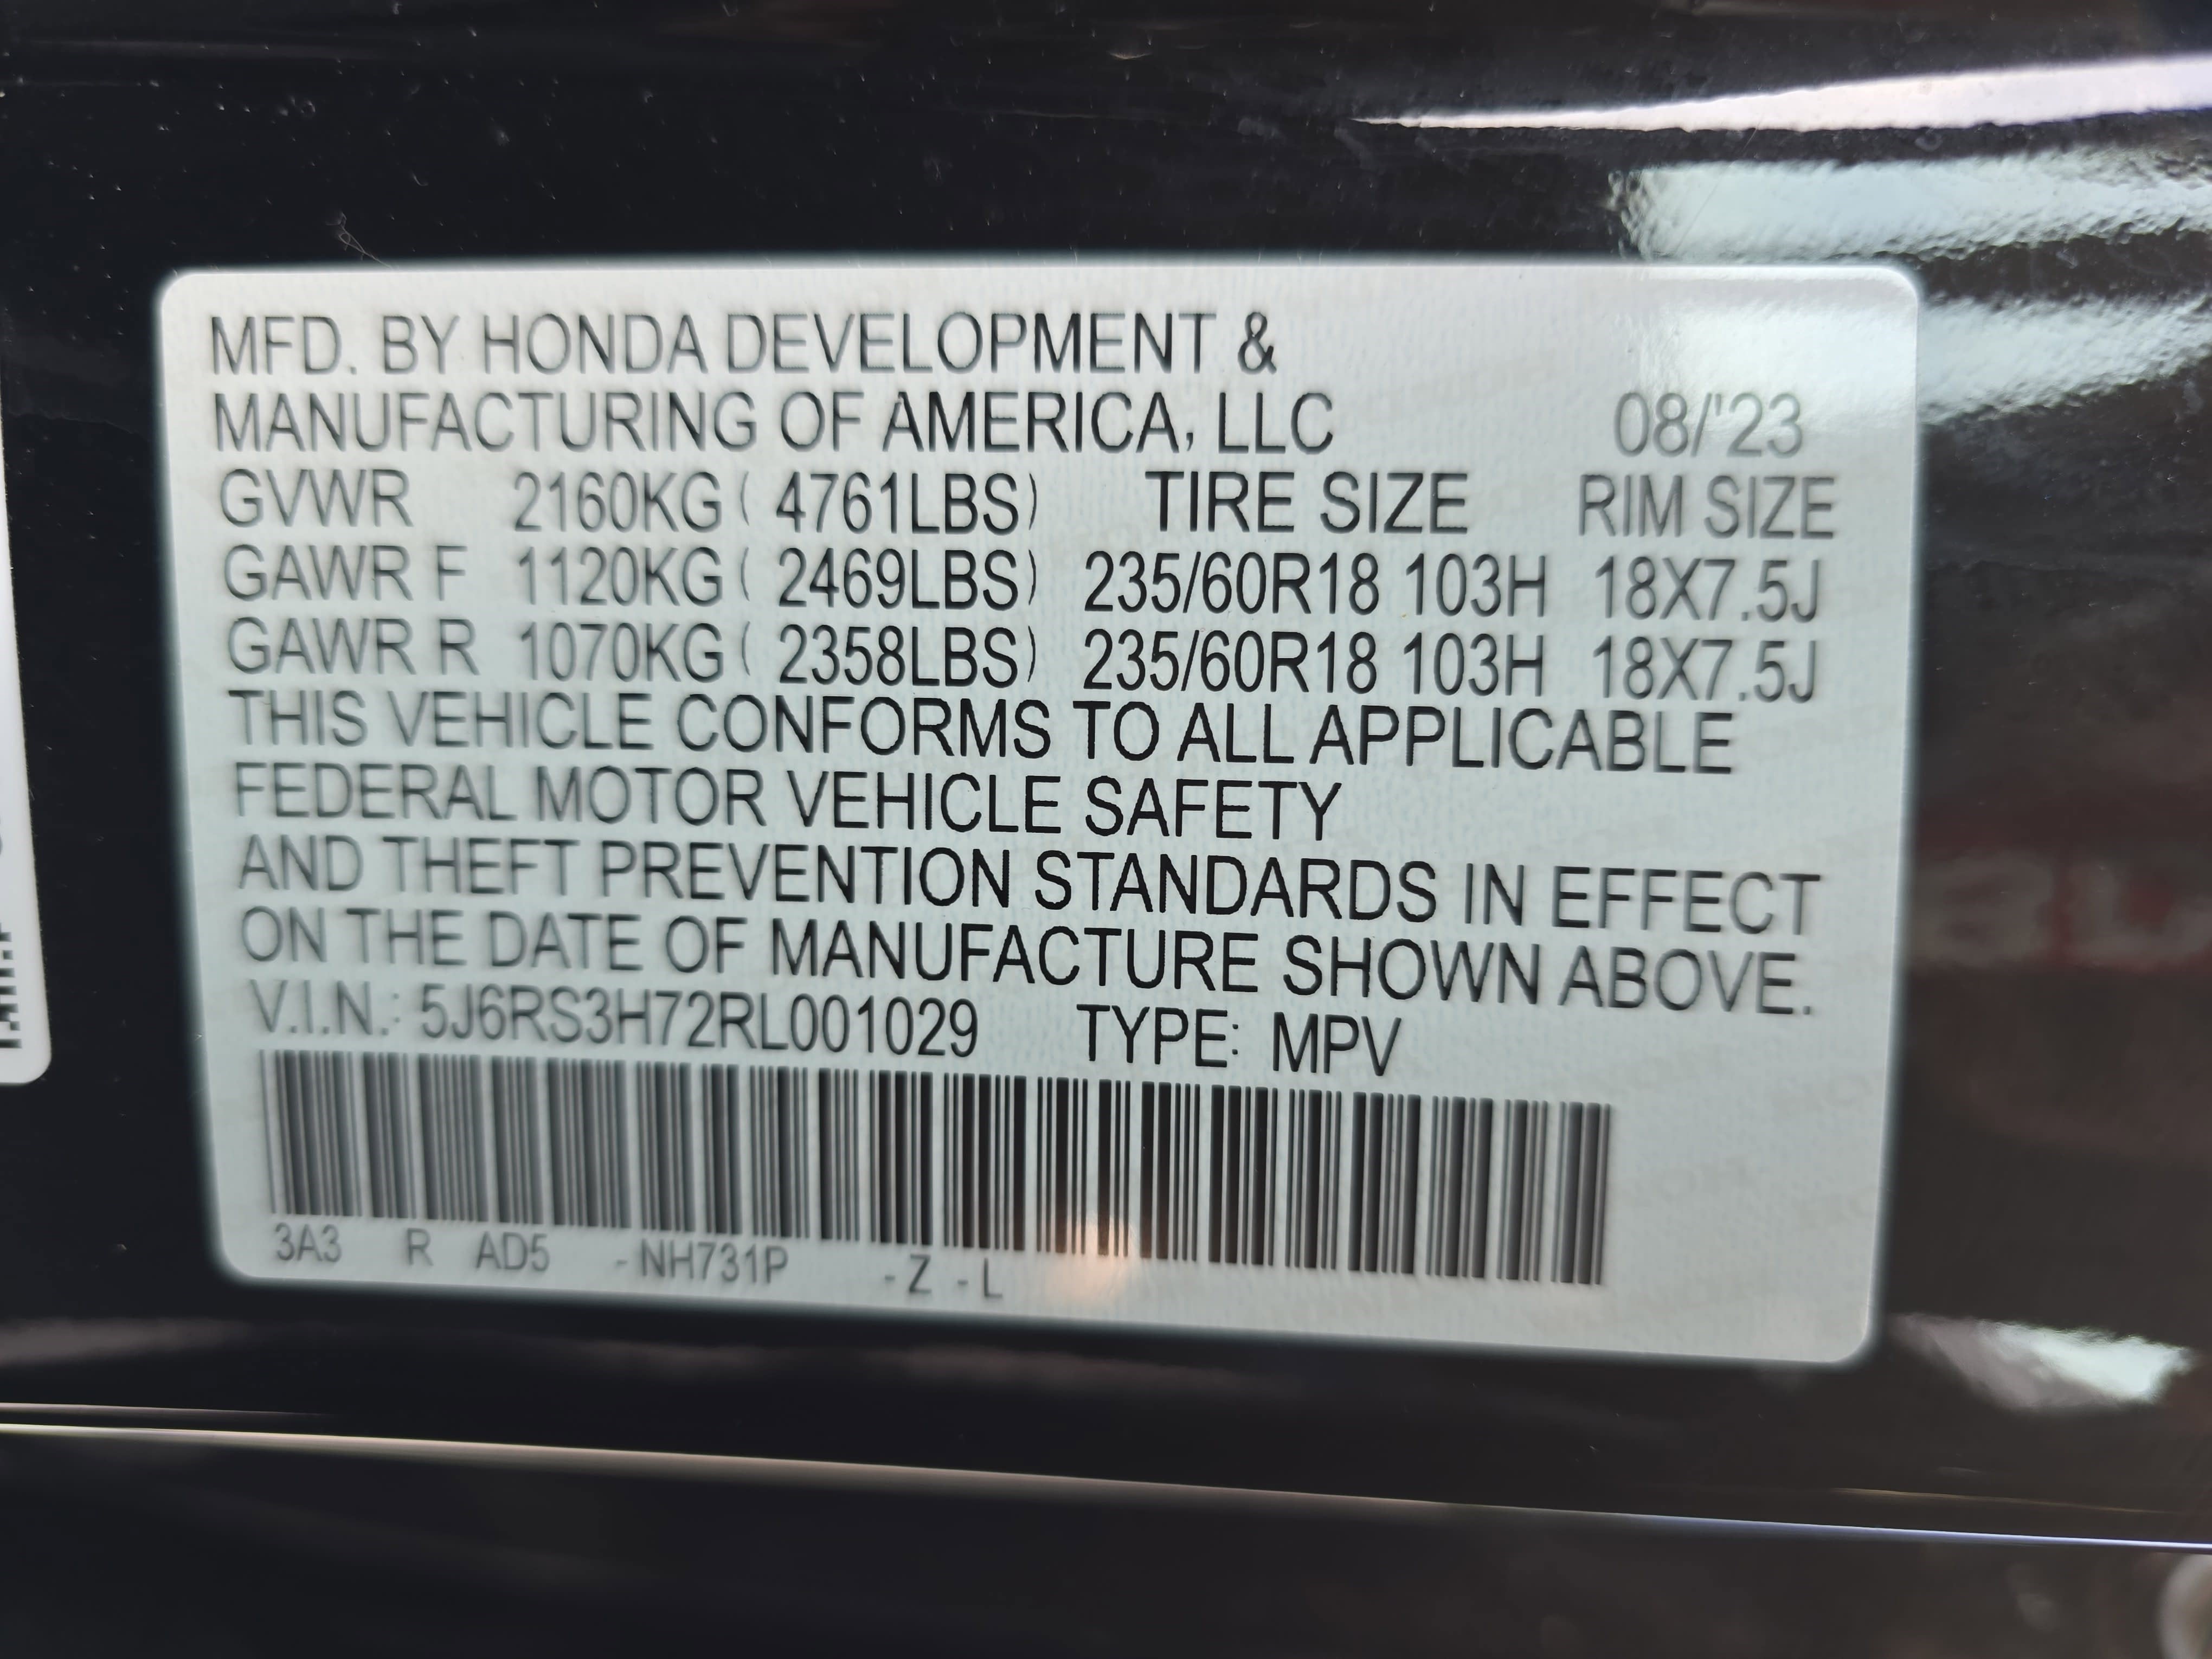 MFD. BY HONDA DEVELOPMENT &
MANUFACTURING OF AMERICA, LLC 08/'23
GVWR 2160KG ( 4761LBS) TIRE SIZE RIM SIZE
GAWR F 1120KG ( 2469LBS) 235/60R18 103H 18X7.5J
GAWR R 1070KG ( 2358LBS) 235/60R18 103H 18X7.5J
THIS VEHICLE CONFORMS TO ALL APPLICABLE
FEDERAL MOTOR VEHICLE SAFETY
AND THEFT PREVENTION STANDARDS IN EFFECT
ON THE DATE OF MANUFACTURE SHOWN ABOVE.
V.I.N.: 5J6RS3H72RL001029 TYPE: MPV
3A3 R AD5 -NH731P -Z -L